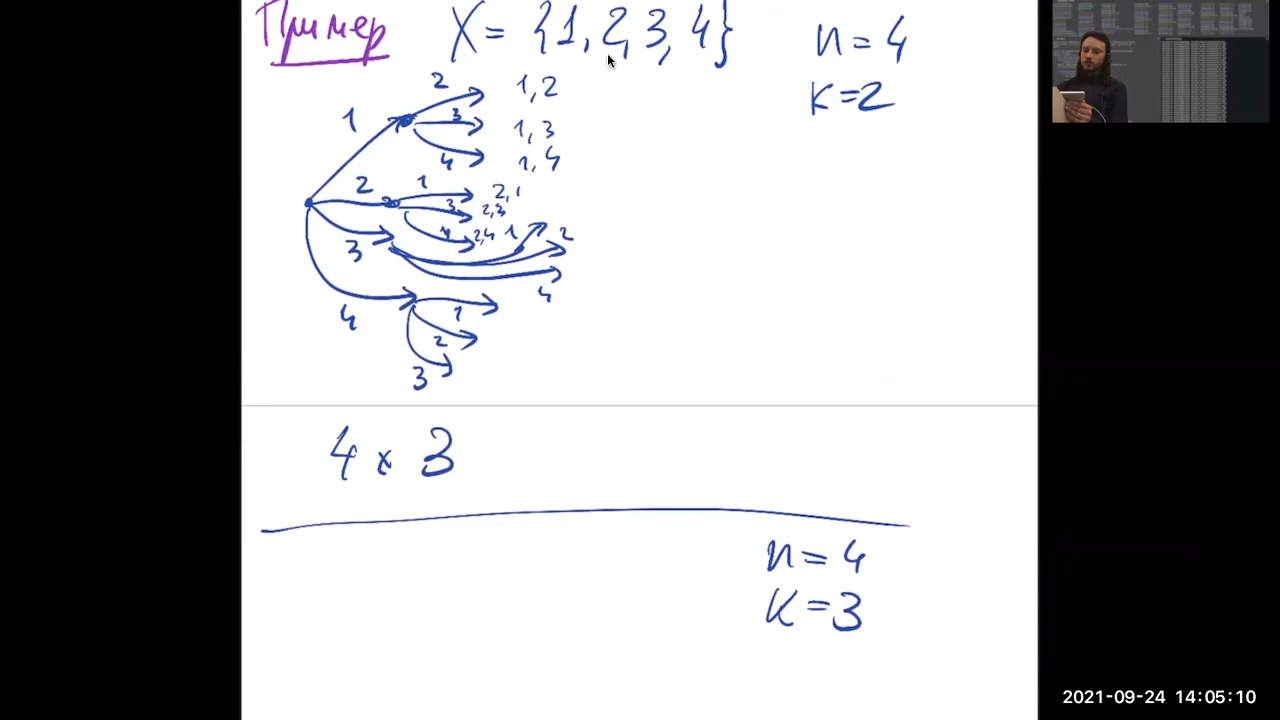 Пример X = {1, 2, 3, 4} n = 4
k = 2
2 1, 2
1 3 1, 3
4 1, 4
2 1 2, 1
3 2, 3
4 2, 4 1 2
3
4
4 1
2
3
4 x 3
n = 4
k = 3
2021-09-24 14:05:10